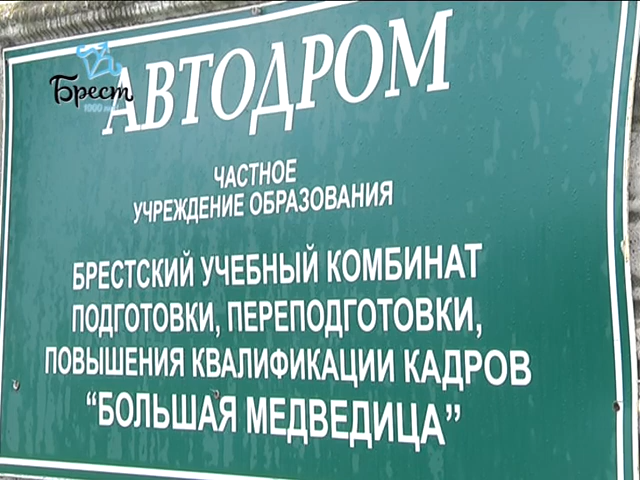 Брест
1000 лет
АВТОДРОМ
ЧАСТНОЕ
УЧРЕЖДЕНИЕ ОБРАЗОВАНИЯ
БРЕСТСКИЙ УЧЕБНЫЙ КОМБИНАТ
ПОДГОТОВКИ, ПЕРЕПОДГОТОВКИ,
ПОВЫШЕНИЯ КВАЛИФИКАЦИИ КАДРОВ
“БОЛЬШАЯ МЕДВЕДИЦА”